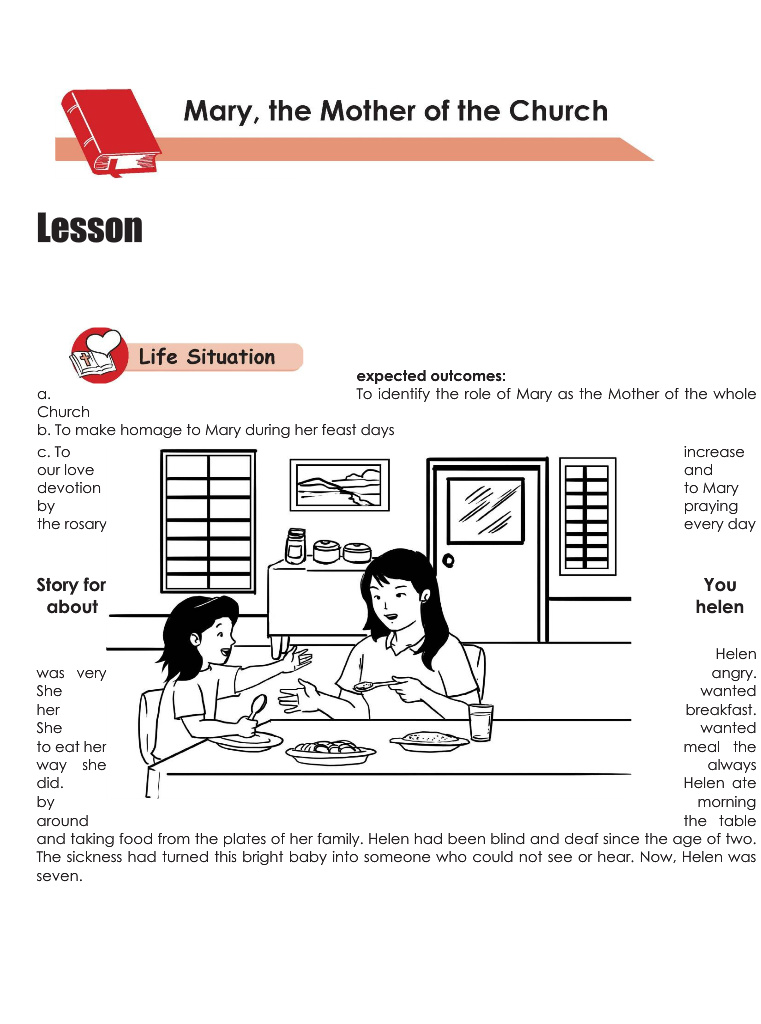 Mary, the Mother of the Church
Lesson
Life Situation
expected outcomes:
a. To identify the role of Mary as the Mother of the whole
Church
b. To make homage to Mary during her feast days
c. To increase
our love and
devotion to Mary
by praying
the rosary every day
Story for You
about helen
Helen
was very angry.
She wanted
her breakfast.
She wanted
to eat her meal the
way she always
did. Helen ate
by morning
around the table
and taking food from the plates of her family. Helen had been blind and deaf since the age of two.
The sickness had turned this bright baby into someone who could not see or hear. Now, Helen was
seven.